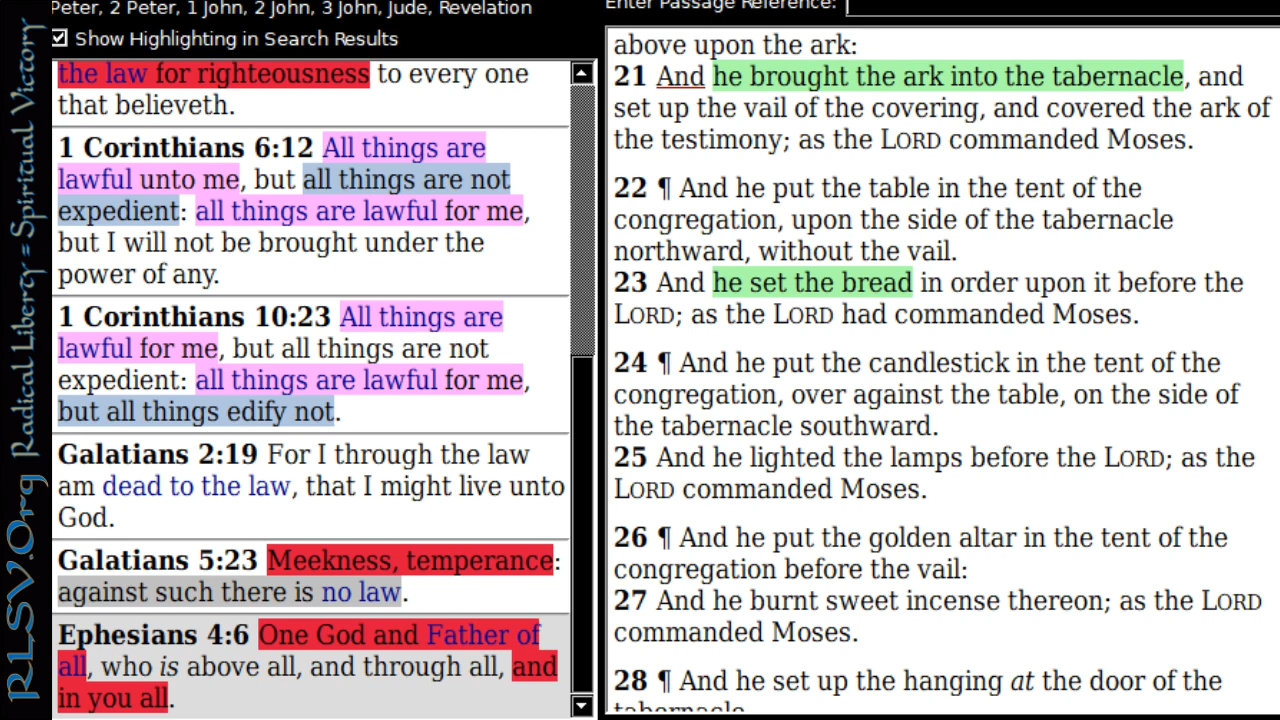 RLSV.Org Radical Liberty = Spiritual Victory
Peter, 2 Peter, 1 John, 2 John, 3 John, Jude, Revelation
Show Highlighting in Search Results
the law for righteousness to every one
that believeth.
1 Corinthians 6:12 All things are
lawful unto me, but all things are not
expedient: all things are lawful for me,
but I will not be brought under the
power of any.
1 Corinthians 10:23 All things are
lawful for me, but all things are not
expedient: all things are lawful for me,
but all things edify not.
Galatians 2:19 For I through the law
am dead to the law, that I might live unto
God.
Galatians 5:23 Meekness, temperance:
against such there is no law.
Ephesians 4:6 One God and Father of
all, who is above all, and through all, and
in you all.
Enter Passage Reference:
above upon the ark:
21 And he brought the ark into the tabernacle, and
set up the vail of the covering, and covered the ark of
the testimony; as the LORD commanded Moses.
22 ¶ And he put the table in the tent of the
congregation, upon the side of the tabernacle
northward, without the vail.
23 And he set the bread in order upon it before the
LORD; as the LORD had commanded Moses.
24 ¶ And he put the candlestick in the tent of the
congregation, over against the table, on the side of
the tabernacle southward.
25 And he lighted the lamps before the LORD; as the
LORD commanded Moses.
26 ¶ And he put the golden altar in the tent of the
congregation before the vail:
27 And he burnt sweet incense thereon; as the LORD
commanded Moses.
28 ¶ And he set up the hanging at the door of the
tabernacle.